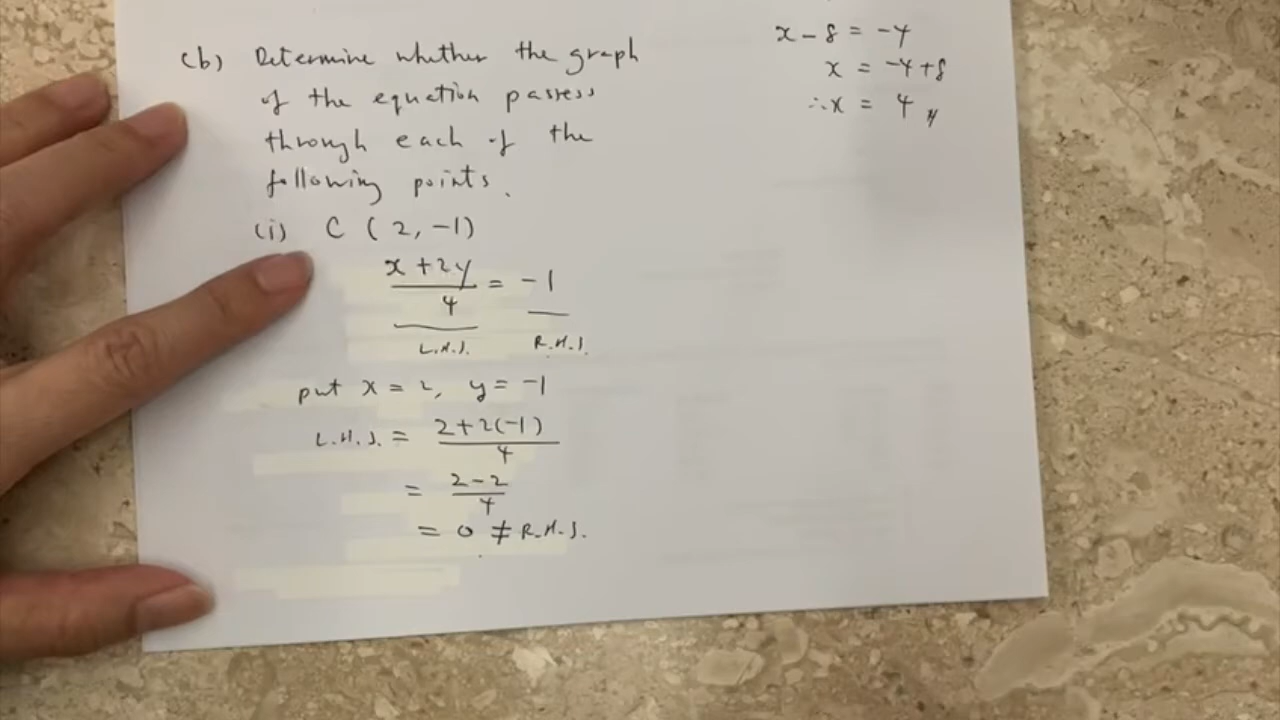 (b) Determine whether the graph
of the equation passess
through each of the
following points.
(i) C (2, -1)
x + 2y
4
= -1
L.H.S. R.H.S.
put x = 2, y = -1
L.H.S. = 2+2(-1)
4
= 2-2
4
= 0 ≠ R.H.S.
x - 8 = -4
x = -4+8
∴x = 4 //